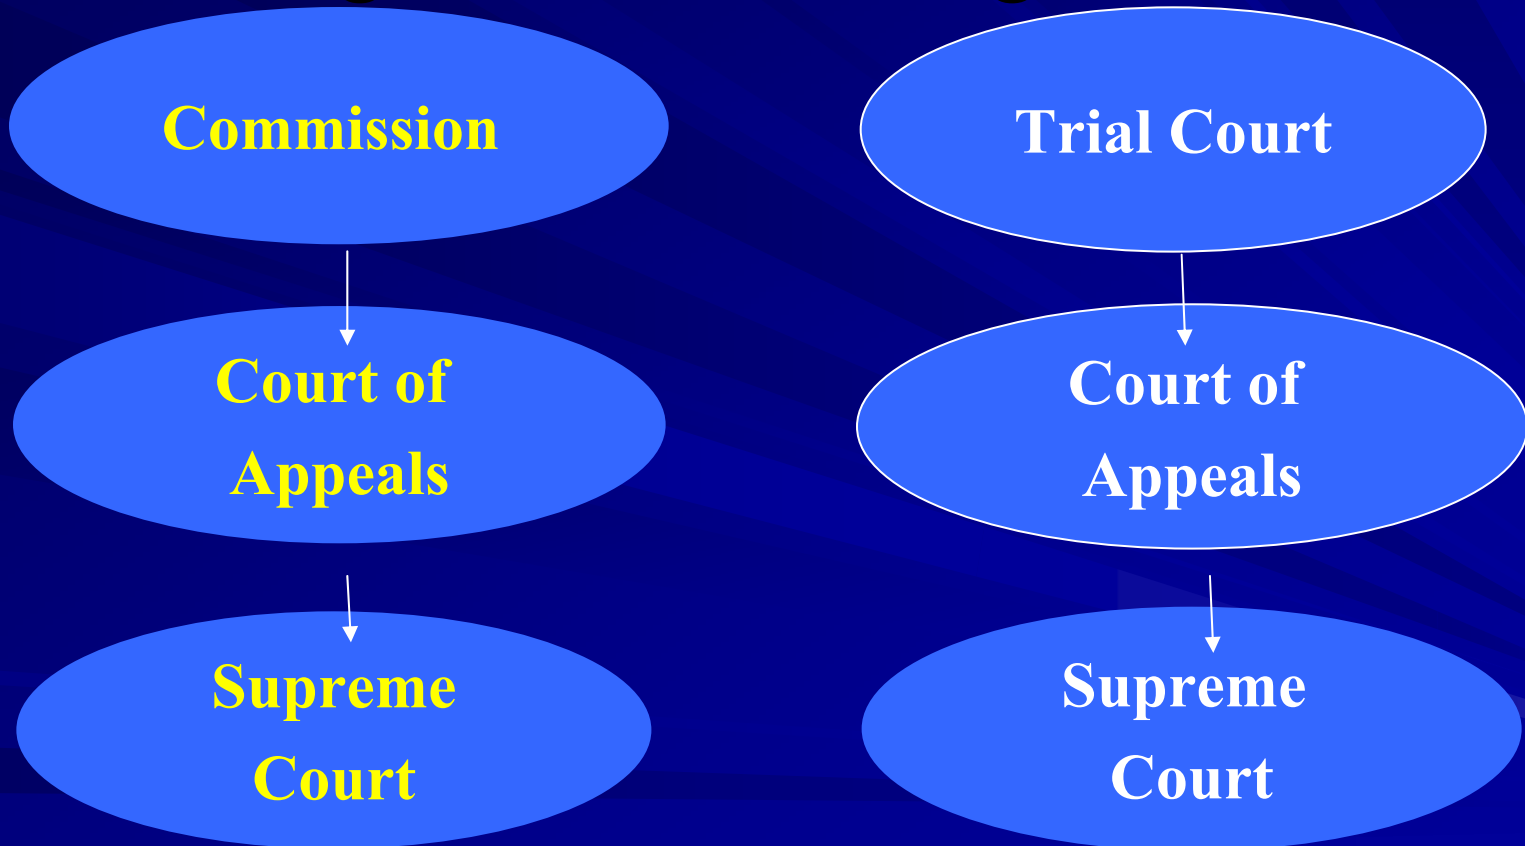 Commission
Court of
Appeals
Supreme
Court
Trial Court
Court of
Appeals
Supreme
Court